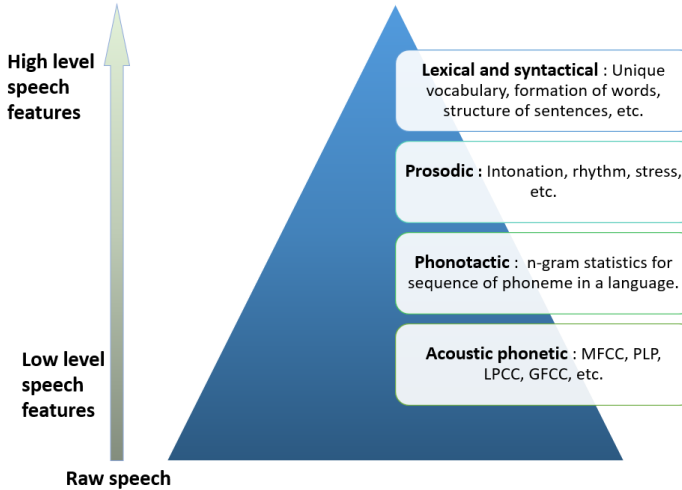 High level
speech
features
Lexical and syntactical : Unique
vocabulary, formation of words,
structure of sentences, etc.
Prosodic : Intonation, rhythm, stress,
etc.
Phonotactic : n-gram statistics for
sequence of phoneme in a language.
Acoustic phonetic : MFCC, PLP,
LPCC, GFCC, etc.
Low level
speech
features
Raw speech